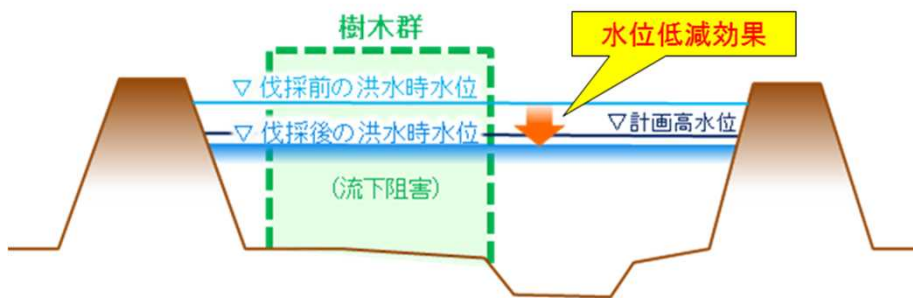 樹木群
水位低減効果
▽ 伐採前の洪水時水位
▽ 伐採後の洪水時水位
▽計画高水位
(流下阻害)